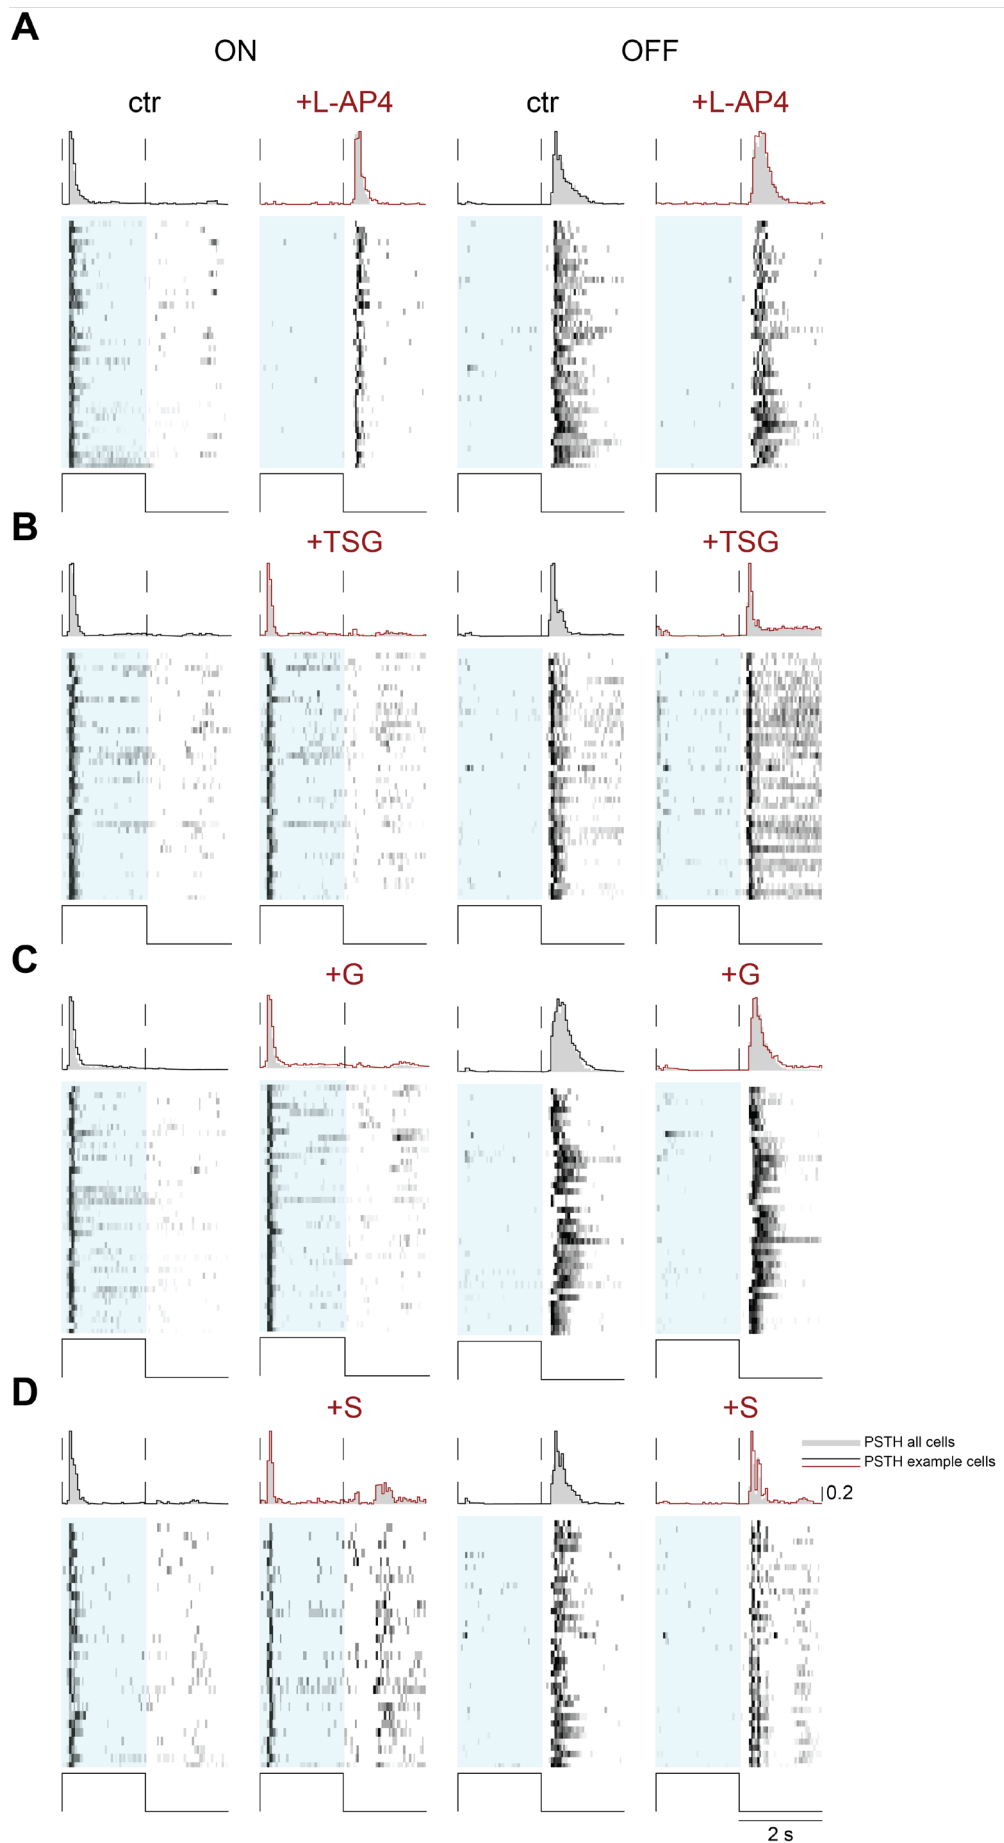 A
ON OFF
ctr +L-AP4 ctr +L-AP4
B
+TSG +TSG
C
+G +G
D
+S +S
PSTH all cells
PSTH example cells
0.2
2 s